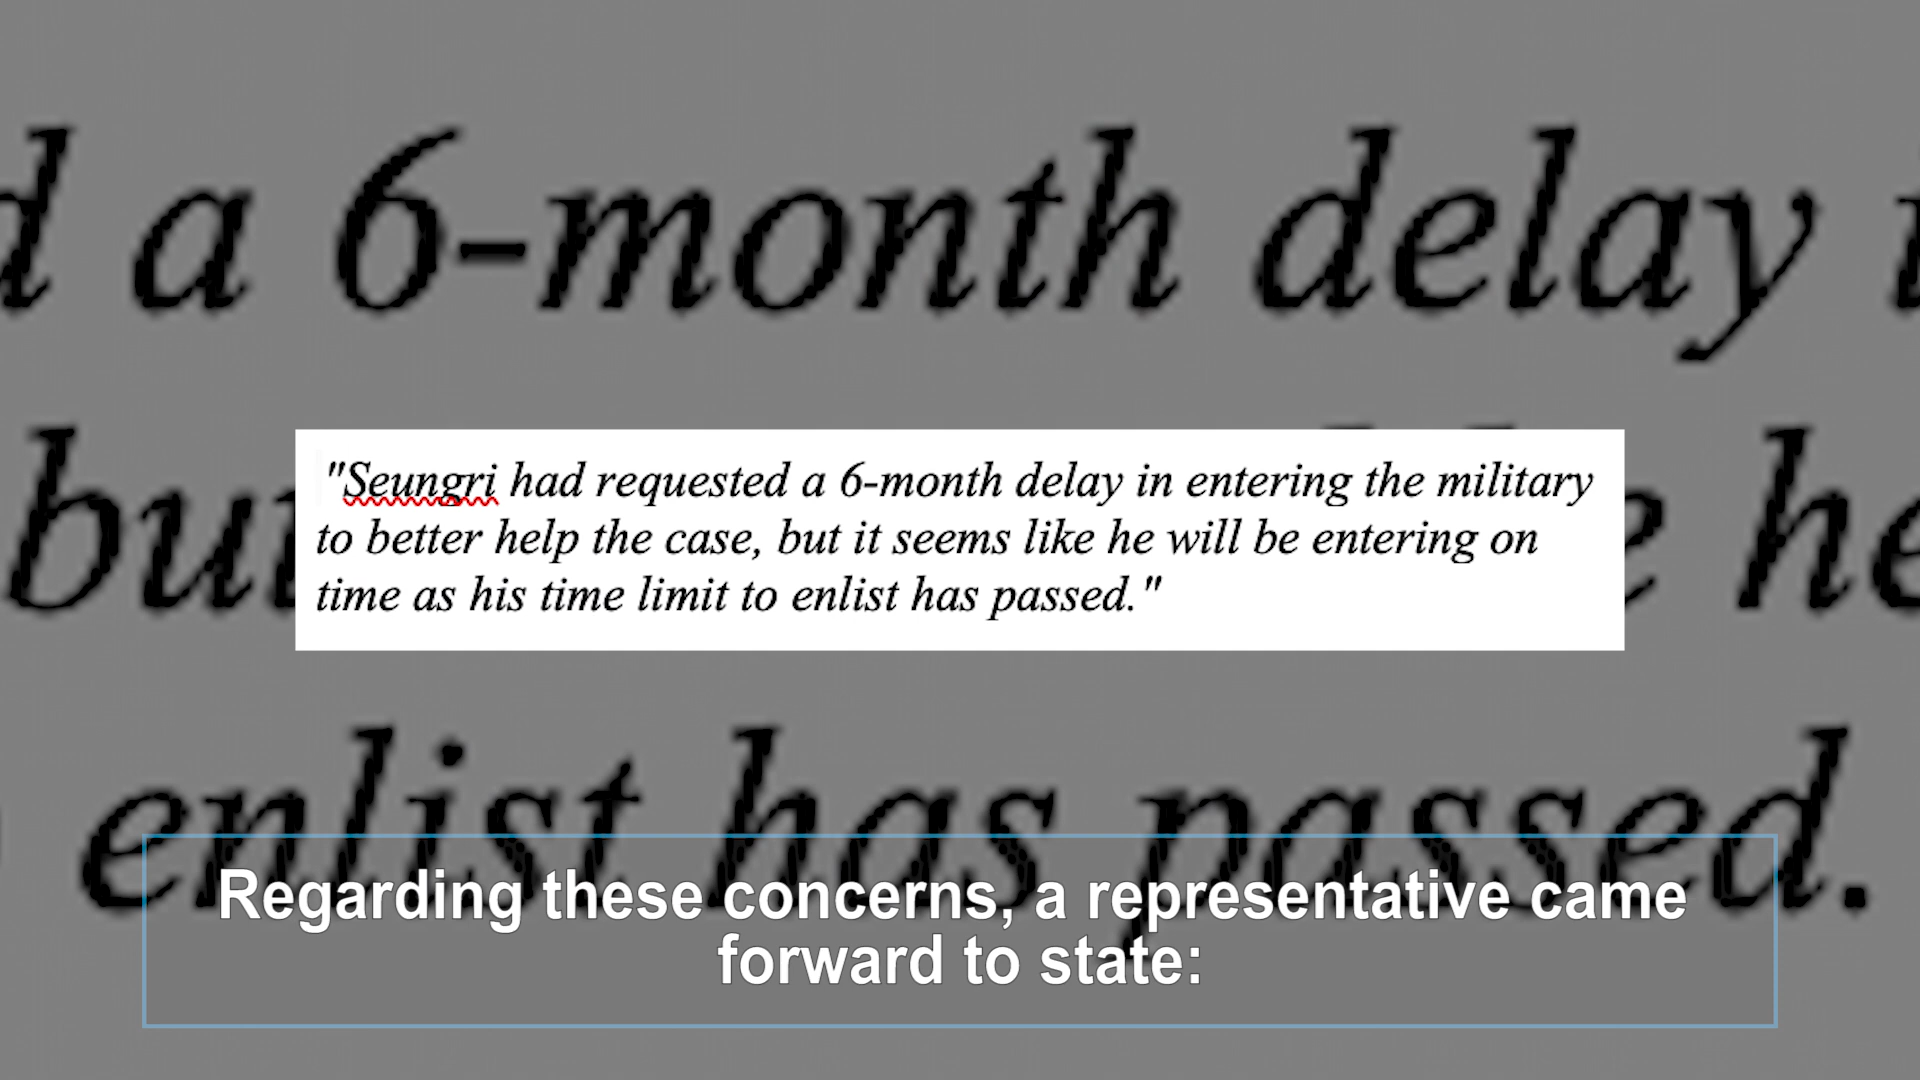 d a 6-month delay
"Seungri had requested a 6-month delay in entering the military
to better help the case, but it seems like he will be entering on
time as his time limit to enlist has passed."
but
he
enlist has passed.
Regarding these concerns, a representative came
forward to state: